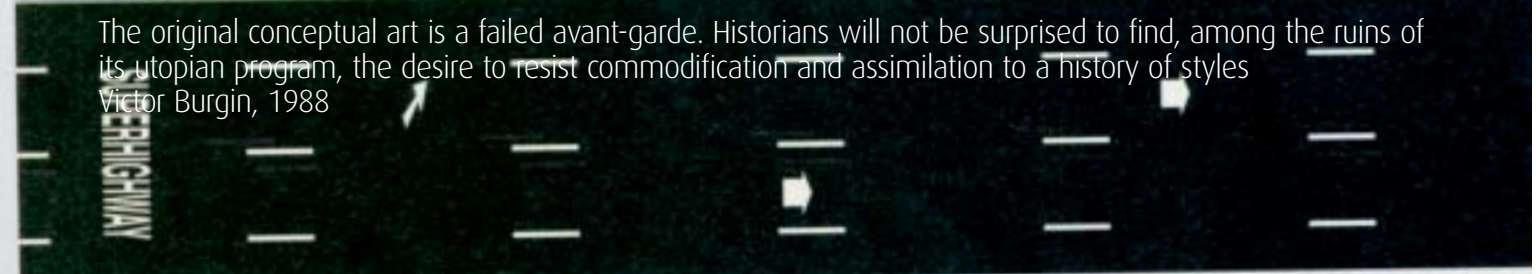 The original conceptual art is a failed avant-garde. Historians will not be surprised to find, among the ruins of
its utopian program, the desire to resist commodification and assimilation to a history of styles
Victor Burgin, 1988